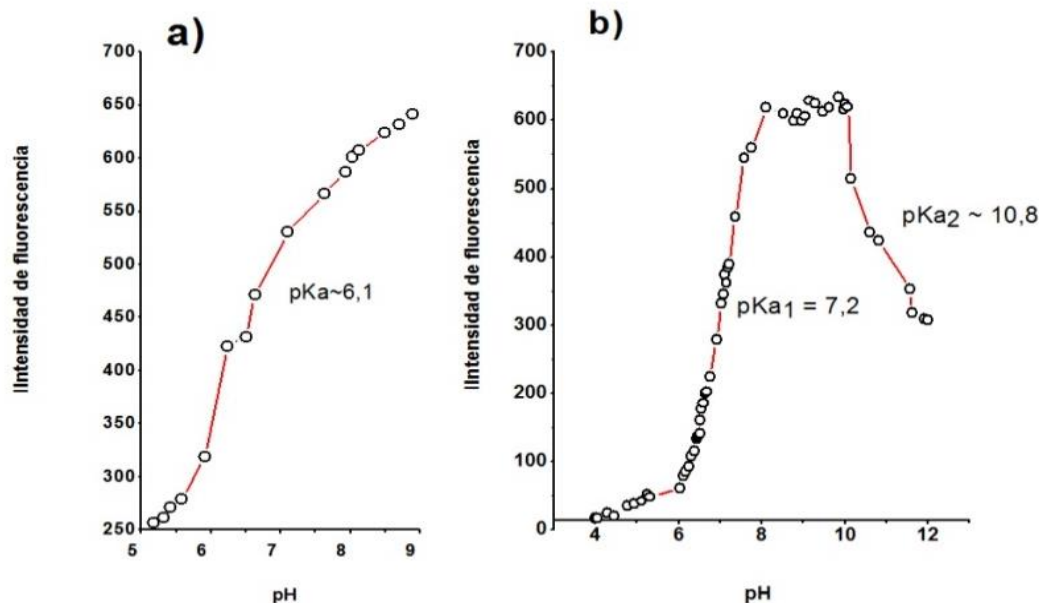 a)
700
650
600
550
500
450
400
350
300
250
5 6 7 8 9
pH
IIntensidad de fluorescencia
pKa~6,1
b)
700
600
500
400
300
200
100
0
4 6 8 10 12
pH
IIntensidad de fluorescencia
pKa2 ~ 10,8
pKa1 = 7,2